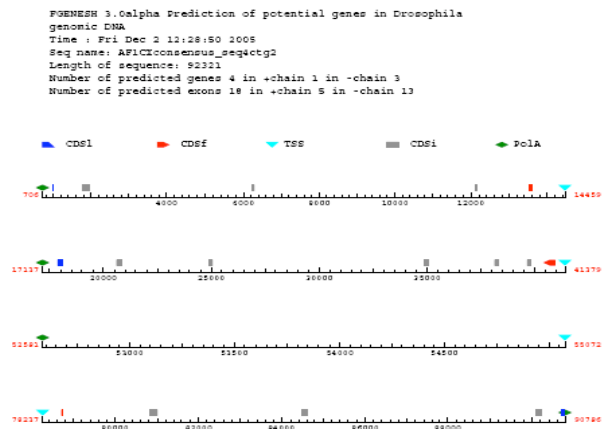 FGENESH 3.0alpha Prediction of potential genes in Drosophila
genomic DNA
Time : Fri Dec 2 12:28:50 2005
Seq name: AF1CIconsensus_seq4ctg2
Length of sequence: 92321
Number of predicted genes 4 in +chain 1 in -chain 3
Number of predicted exons 18 in +chain 5 in -chain 13
CDSl CDSf TSS CDSi PolA
706 4000 6000 8000 10000 12000 14459
17137 20000 25000 30000 35000 41379
52581 53000 53500 54000 54500 55072
78237 80000 82000 84000 86000 88000 90786